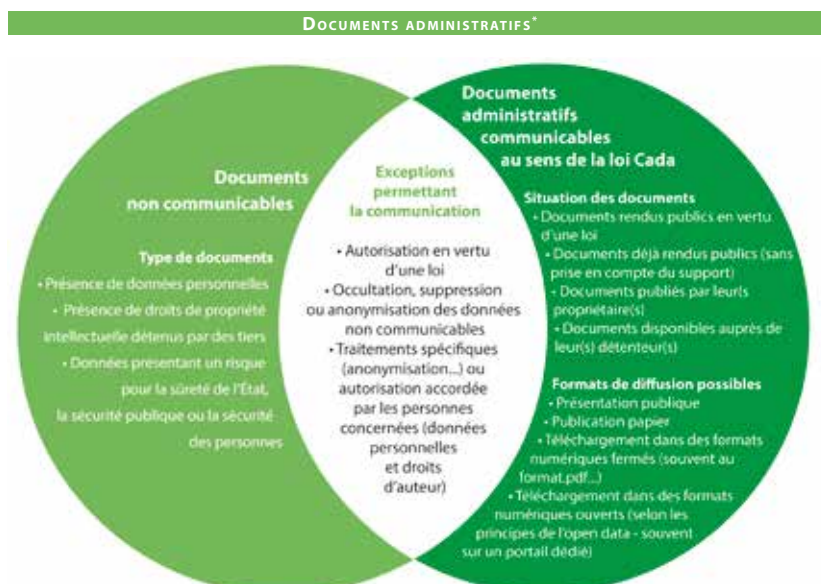 DOCUMENTS ADMINISTRATIFS*
Documents
non communicables
Type de documents
• Présence de données personnelles
• Présence de droits de propriété
intellectuelle détenus par des tiers
• Données présentant un risque
pour la sûreté de l'État,
la sécurité publique ou la sécurité
des personnes
Exceptions
permettant
la communication
• Autorisation en vertu
d'une loi
• Occultation, suppression
ou anonymisation des données
non communicables
• Traitements spécifiques
(anonymisation...) ou
autorisation accordée
par les personnes
concernées (données
personnelles
et droits
d'auteur)
Documents
administratifs
communicables
au sens de la loi Cada
Situation des documents
• Documents rendus publics en vertu
d'une loi
• Documents déjà rendus publics (sans
prise en compte du support)
• Documents publiés par leur(s
propriétaire(s)
• Documents disponibles auprès de
leur(s) détenteur(s)
Formats de diffusion possibles
• Présentation publique
• Publication papier
• Téléchargement dans des formats
numériques fermés (souvent au
format.pdf...)
• Téléchargement dans des formats
numériques ouverts (selon les
principes de l'open data - souvent
sur un portail dédié)